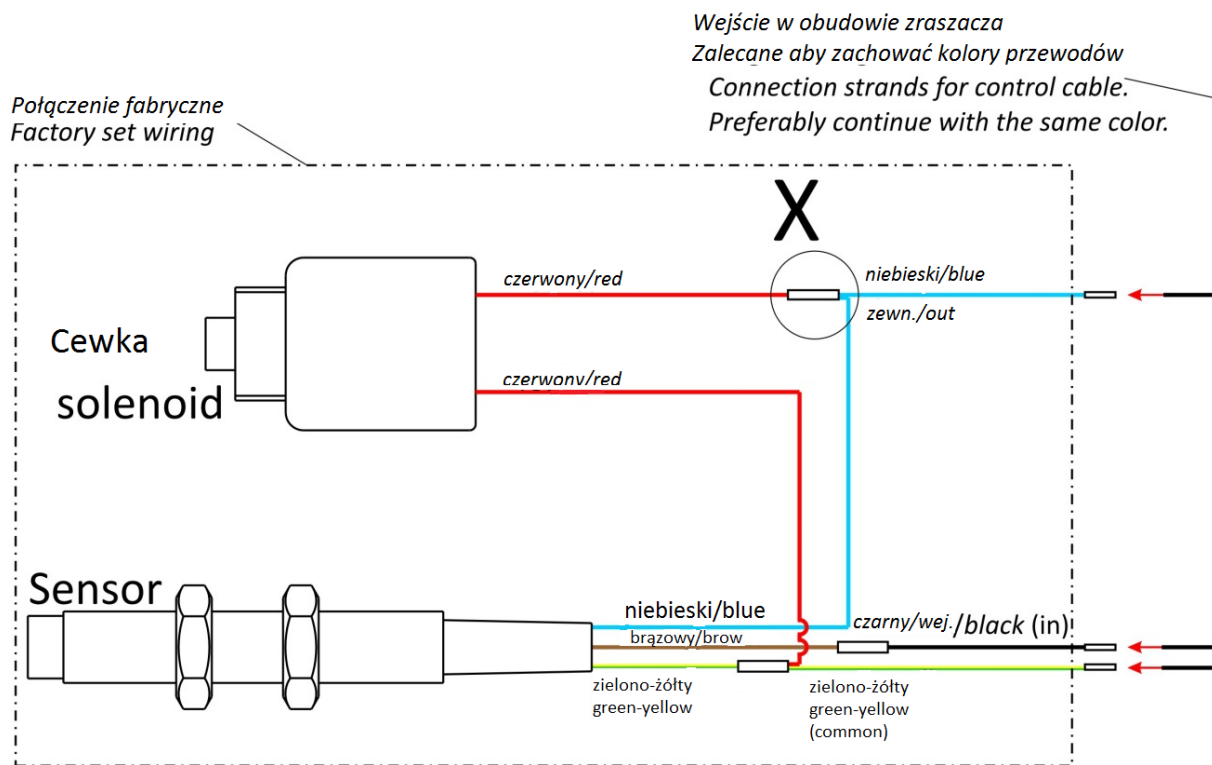 Wejście w obudowie zraszacza
Zalecane aby zachować kolory przewodów
Connection strands for control cable.
Preferably continue with the same color.
Połączenie fabryczne
Factory set wiring
X
czerwony/red
niebieski/blue
zewn./out
Cewka
solenoid
czerwony/red
Sensor
niebieski/blue
brązowy/brow
czarny/wej./black (in)
zielono-żółty
green-yellow
zielono-żółty
green-yellow
(common)